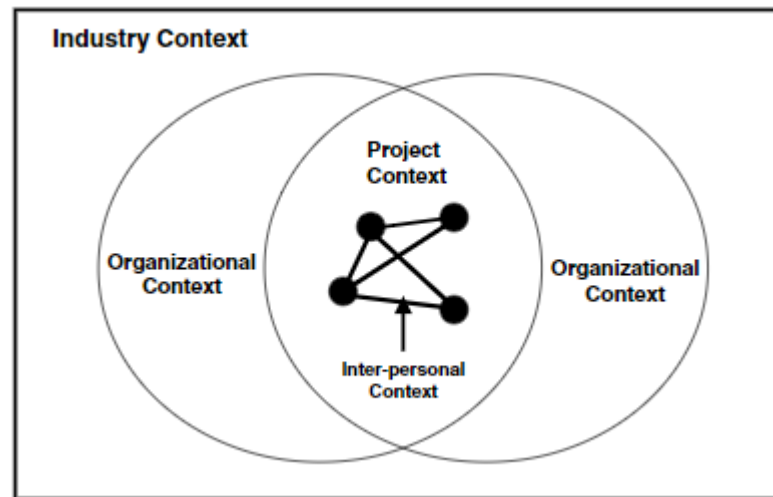 Industry Context
Project
Context
Organizational
Context
Organizational
Context
Inter-personal
Context